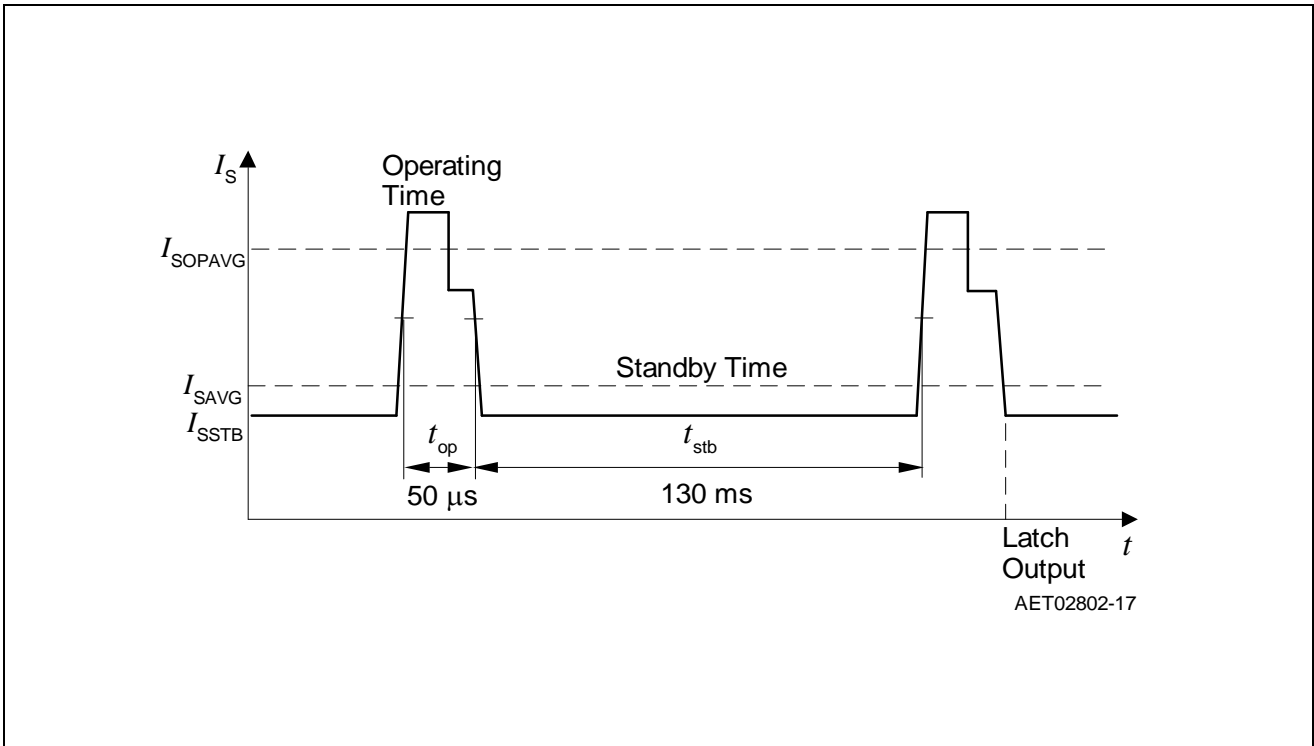 I_S
Operating
Time
I_SOPAVG
Standby Time
I_SAVG
I_SSTB
t_op
t_stb
50 μs
130 ms
Latch
Output
t
AET02802-17